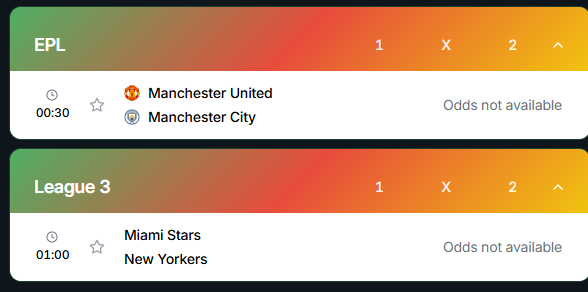 EPL 1 X 2
00:30 Manchester United
Manchester City
Odds not available
League 3 1 X 2
01:00 Miami Stars
New Yorkers
Odds not available